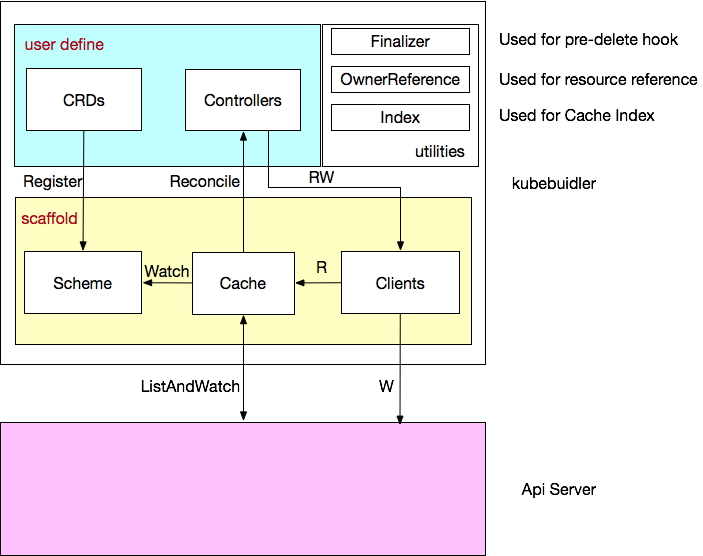 user define
CRDs
Controllers
Finalizer
Used for pre-delete hook
OwnerReference
Used for resource reference
Index
Used for Cache Index
utilities
Register
Reconcile
RW
kubebuidler
scaffold
Scheme
Watch
Cache
R
Clients
ListAndWatch
W
Api Server